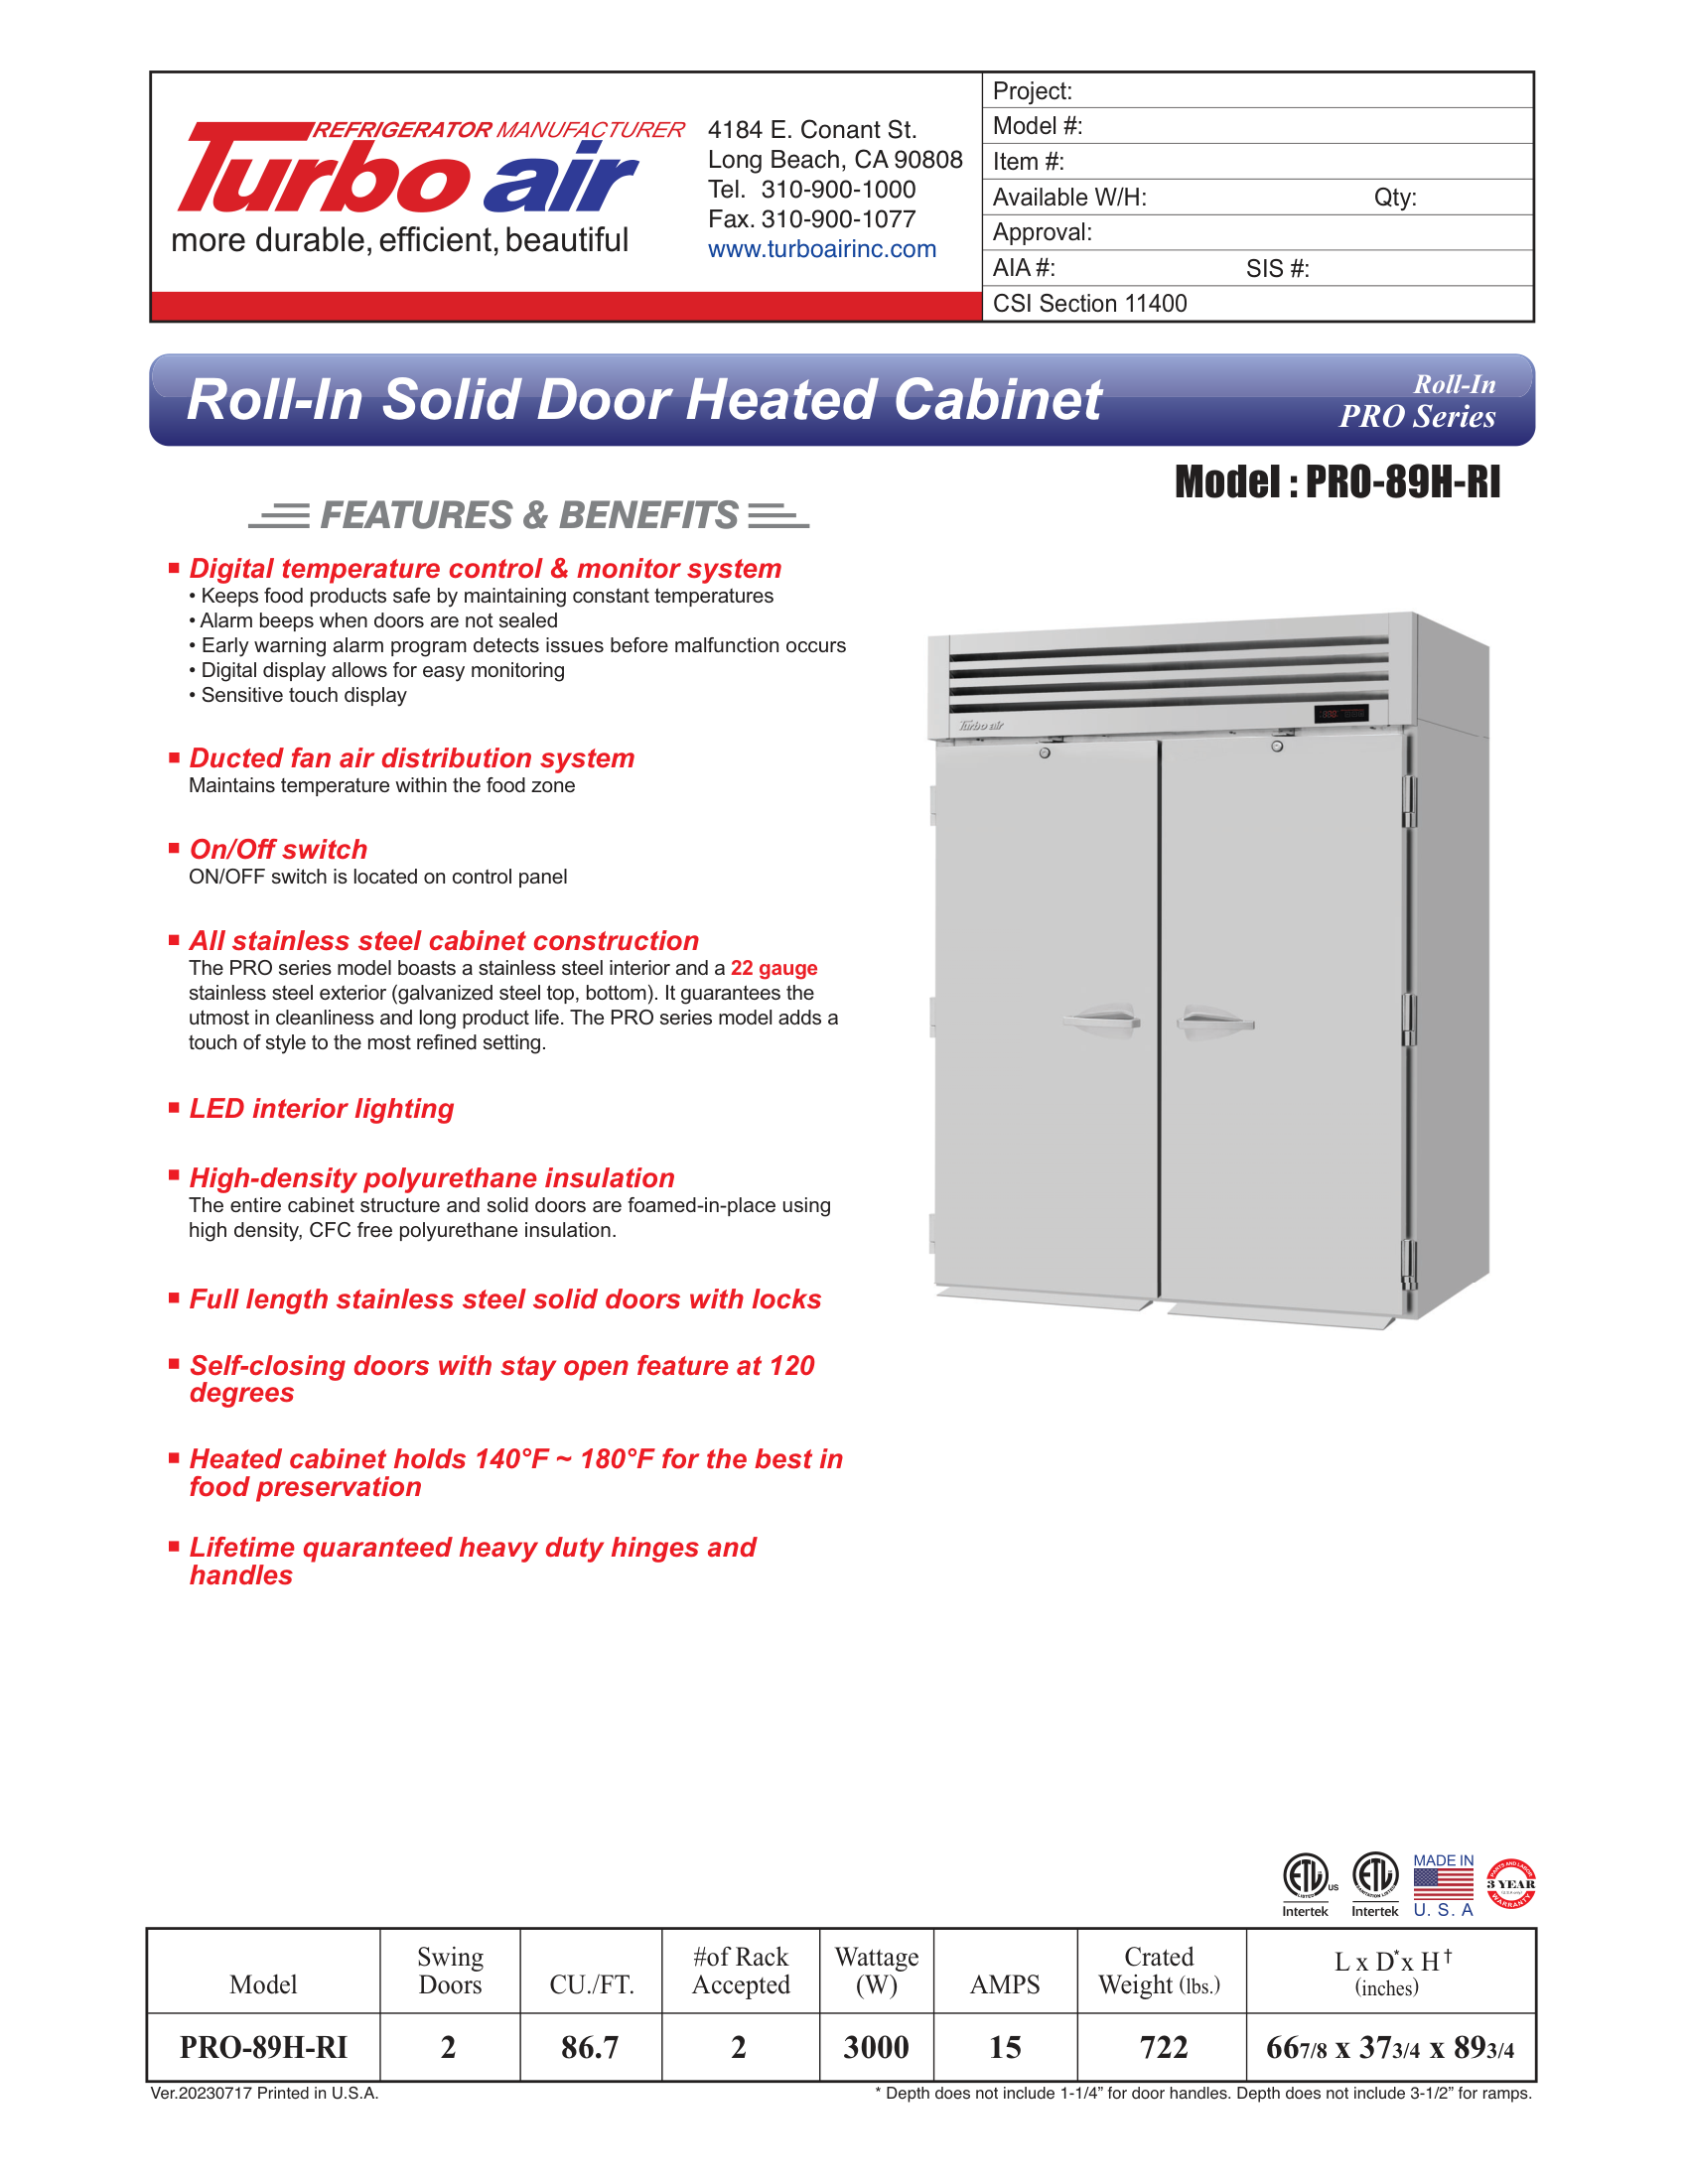 REFRIGERATOR MANUFACTURER
Turbo air
more durable, efficient, beautiful
4184 E. Conant St.
Long Beach, CA 90808
Tel. 310-900-1000
Fax. 310-900-1077
www.turboairinc.com
Project:
Model #:
Item #:
Available W/H: Qty:
Approval:
AIA #: SIS #:
CSI Section 11400
Roll-In Solid Door Heated Cabinet
Roll-In
PRO Series
Model : PRO-89H-RI
FEATURES & BENEFITS
Digital temperature control & monitor system
• Keeps food products safe by maintaining constant temperatures
• Alarm beeps when doors are not sealed
• Early warning alarm program detects issues before malfunction occurs
• Digital display allows for easy monitoring
• Sensitive touch display
Ducted fan air distribution system
Maintains temperature within the food zone
On/Off switch
ON/OFF switch is located on control panel
All stainless steel cabinet construction
The PRO series model boasts a stainless steel interior and a 22 gauge
stainless steel exterior (galvanized steel top, bottom). It guarantees the
utmost in cleanliness and long product life. The PRO series model adds a
touch of style to the most refined setting.
LED interior lighting
High-density polyurethane insulation
The entire cabinet structure and solid doors are foamed-in-place using
high density, CFC free polyurethane insulation.
Full length stainless steel solid doors with locks
Self-closing doors with stay open feature at 120
degrees
Heated cabinet holds 140°F ~ 180°F for the best in
food preservation
Lifetime quaranteed heavy duty hinges and
handles
Turbo air
ETL LISTED US
Intertek
ETL SANITATION LISTED
Intertek
MADE IN
U. S. A
PARTS AND LABOR
3 YEAR
WARRANTY
Model
Swing
Doors
CU./FT.
#of Rack
Accepted
Wattage
(W)
AMPS
Crated
Weight (lbs.)
L x D* x H†
(inches)
PRO-89H-RI 2 86.7 2 3000 15 722 667/8 x 373/4 x 893/4
Ver.20230717 Printed in U.S.A.
* Depth does not include 1-1/4” for door handles. Depth does not include 3-1/2” for ramps.